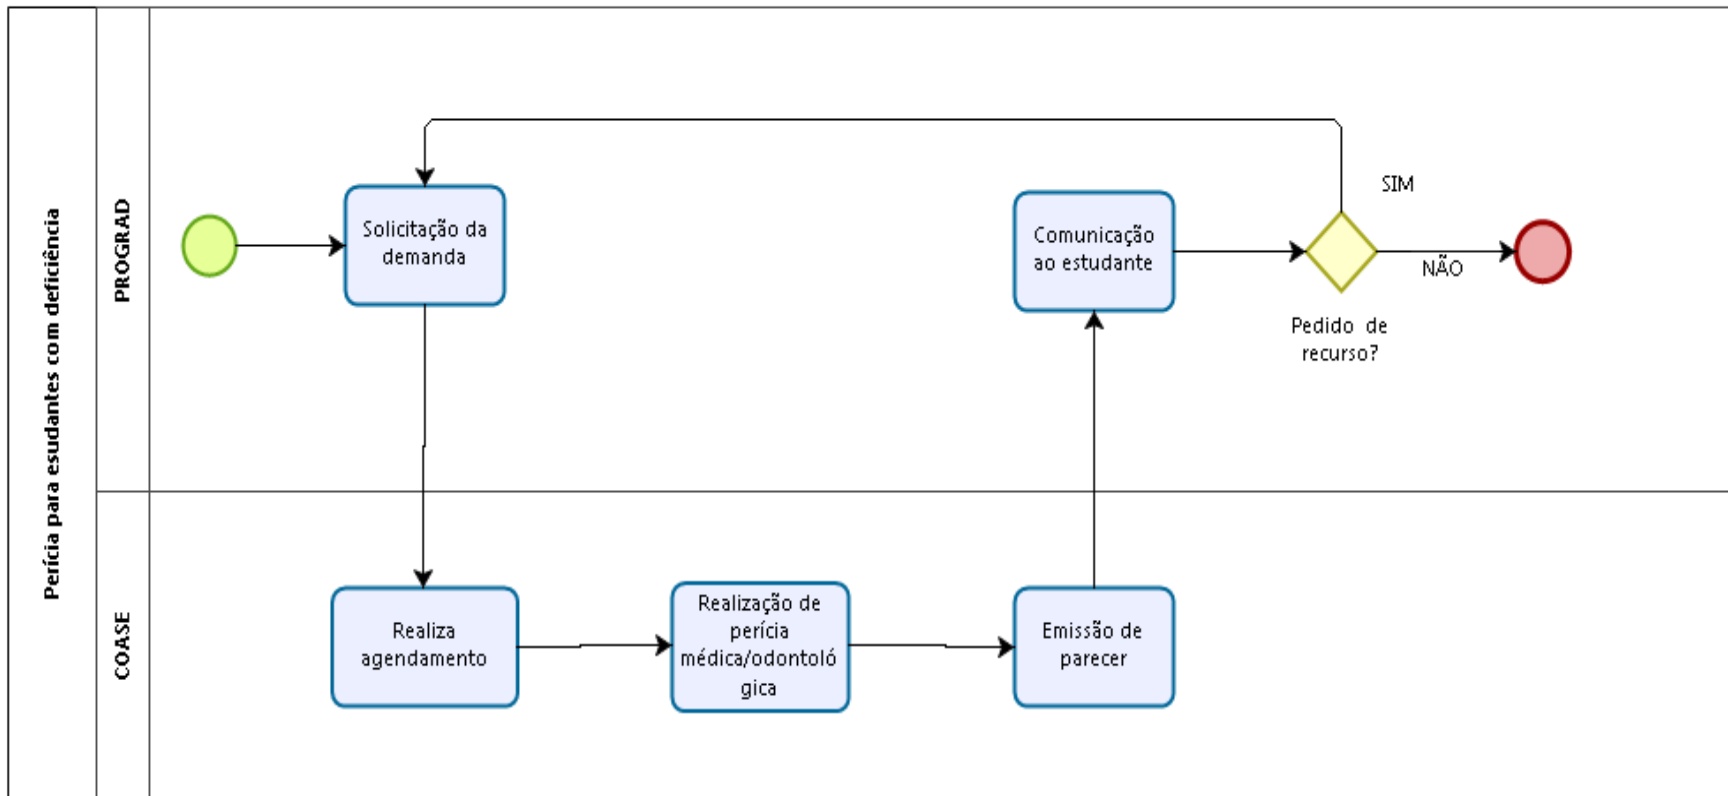 Perícia para esudantes com deficiência
PROGRAD
Solicitação da
demanda
Comunicação
ao estudante
SIM
NÃO
Pedido de
recurso?
COASE
Realiza
agendamento
Realização de
perícia
médica/odontoló
gica
Emissão de
parecer